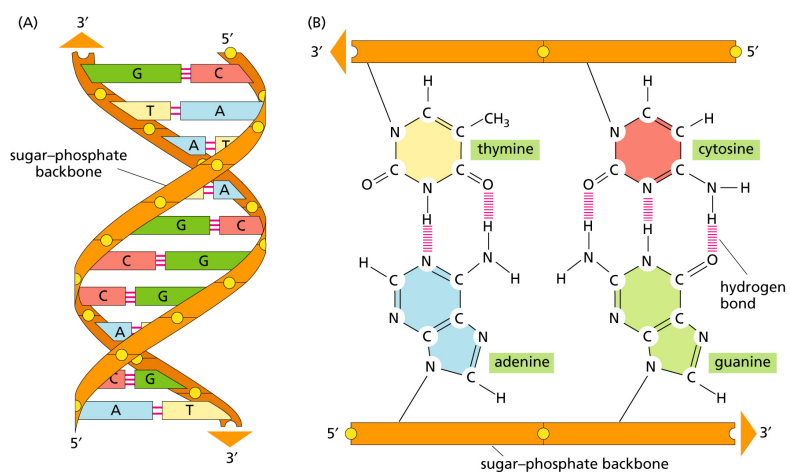 (A)
3′
5′
G
C
T
A
A
T
sugar–phosphate
backbone
A
G
C
C
G
C
G
A
C
G
A
T
5′
3′
(B)
3′
5′
H
H
C
C
CH3
H
N
C
thymine
N
C
cytosine
O
C
C
O
O
C
C
N
H
N
N
H
H
H
H
H
H
N
N
N
O
H
C
C
H
H
C
C
hydrogen
bond
N
C
N
N
C
N
C
adenine
C
guanine
N
C
N
C
H
H
5′
3′
sugar–phosphate backbone